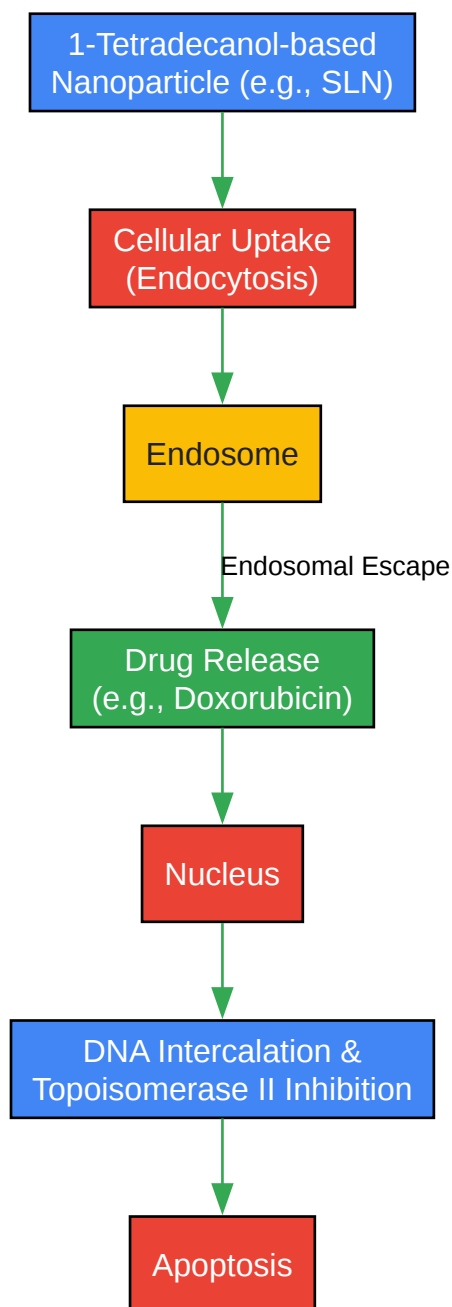 1-Tetradecanol-based
Nanoparticle (e.g., SLN)
Cellular Uptake
(Endocytosis)
Endosome
Endosomal Escape
Drug Release
(e.g., Doxorubicin)
Nucleus
DNA Intercalation &
Topoisomerase II Inhibition
Apoptosis